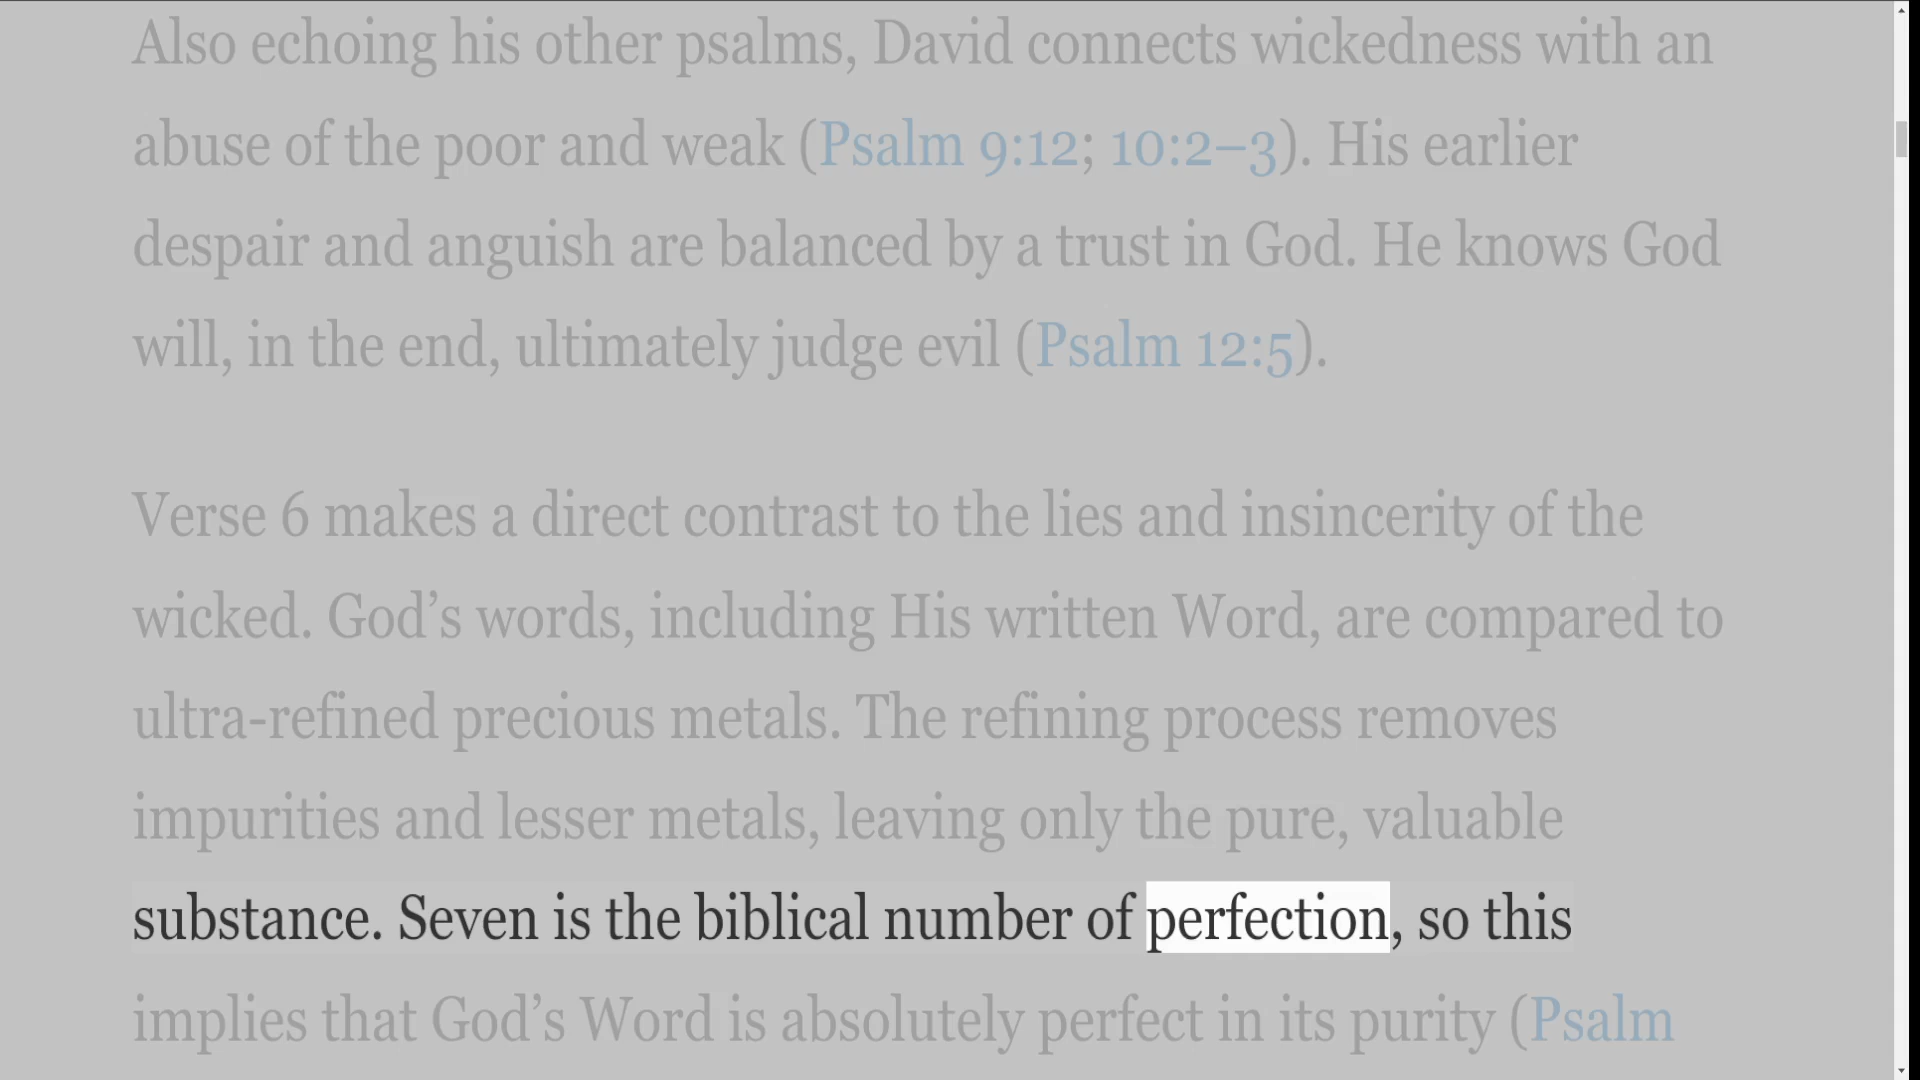 Also echoing his other psalms, David connects wickedness with an
abuse of the poor and weak (Psalm 9:12; 10:2–3). His earlier
despair and anguish are balanced by a trust in God. He knows God
will, in the end, ultimately judge evil (Psalm 12:5).
Verse 6 makes a direct contrast to the lies and insincerity of the
wicked. God’s words, including His written Word, are compared to
ultra-refined precious metals. The refining process removes
impurities and lesser metals, leaving only the pure, valuable
substance. Seven is the biblical number of perfection, so this
implies that God’s Word is absolutely perfect in its purity (Psalm